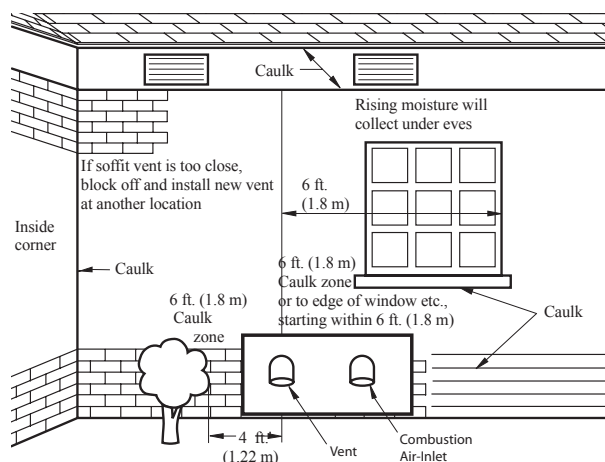 Caulk
Rising moisture will
collect under eves
If soffit vent is too close,
block off and install new vent
at another location
6 ft.
(1.8 m)
Inside
corner
Caulk
6 ft. (1.8 m)
Caulk
zone
6 ft. (1.8 m)
Caulk zone
or to edge of window etc.,
starting within 6 ft. (1.8 m)
Caulk
4 ft.
(1.22 m)
Vent
Combustion
Air-Inlet